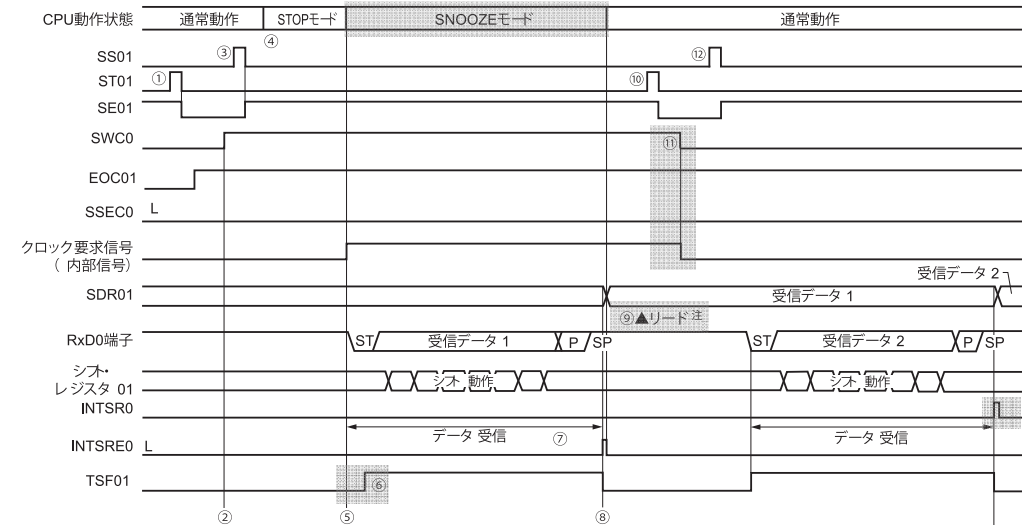 CPU動作状態 通常動作 STOPモード SNOOZEモード 通常動作
④
SS01 ③ ⑫
ST01 ① ⑩
SE01
SWC0 ⑪
EOC01
SSEC0 L
クロック要求信号
( 内部信号)
受信データ 2
SDR01 受信データ 1
⑨▲リード 注
RxD0端子 ST 受信データ 1 P SP ST 受信データ 2 P SP
シフト・
レジスタ 01 シフト 動作 シフト 動作
INTSR0
データ 受信 ⑦ データ 受信
INTSRE0 L
TSF01 ⑥
② ⑤ ⑧